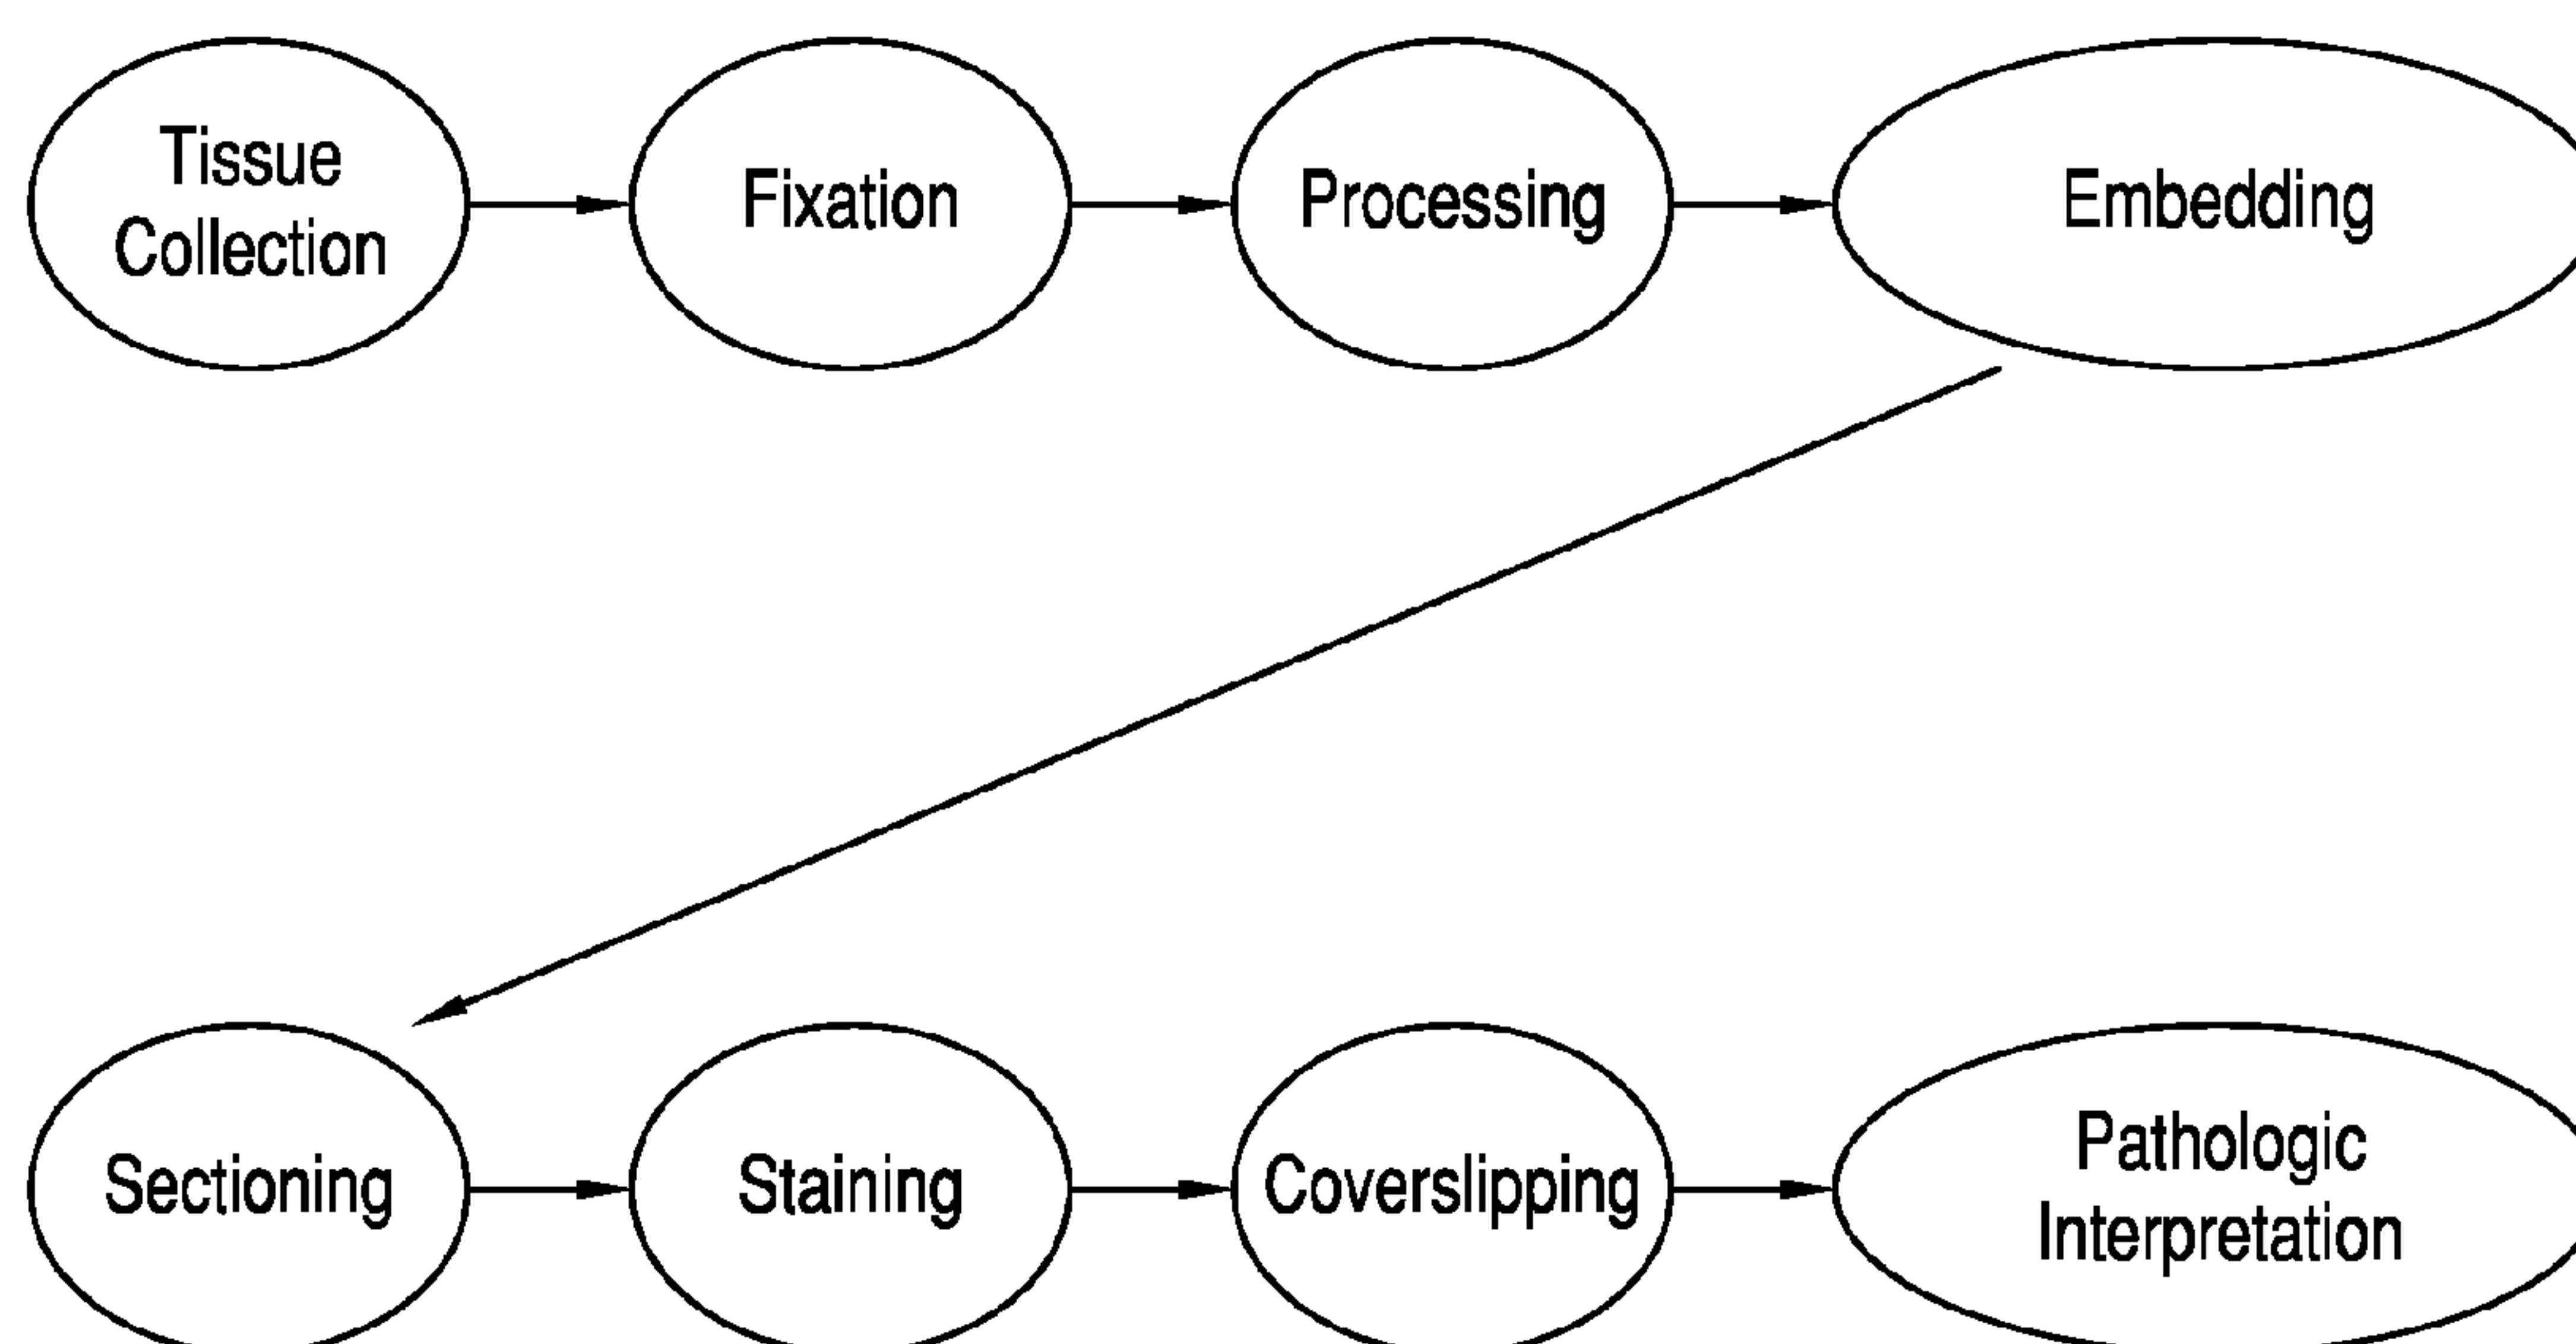 Tissue
Collection
Fixation
Processing
Embedding
Sectioning
Staining
Coverslipping
Pathologic
Interpretation